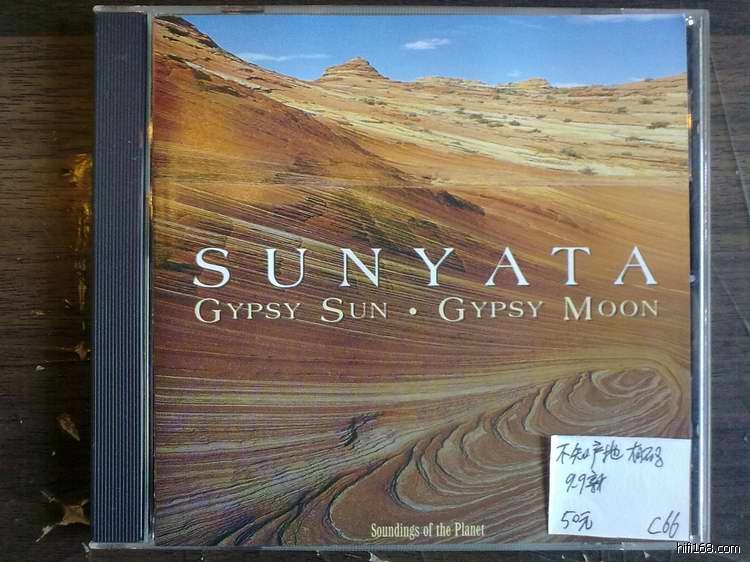 SUNYATA
GYPSY SUN • GYPSY MOON
不知产地 有码
9.9新
50元 C66
Soundings of the Planet
hifi168.com